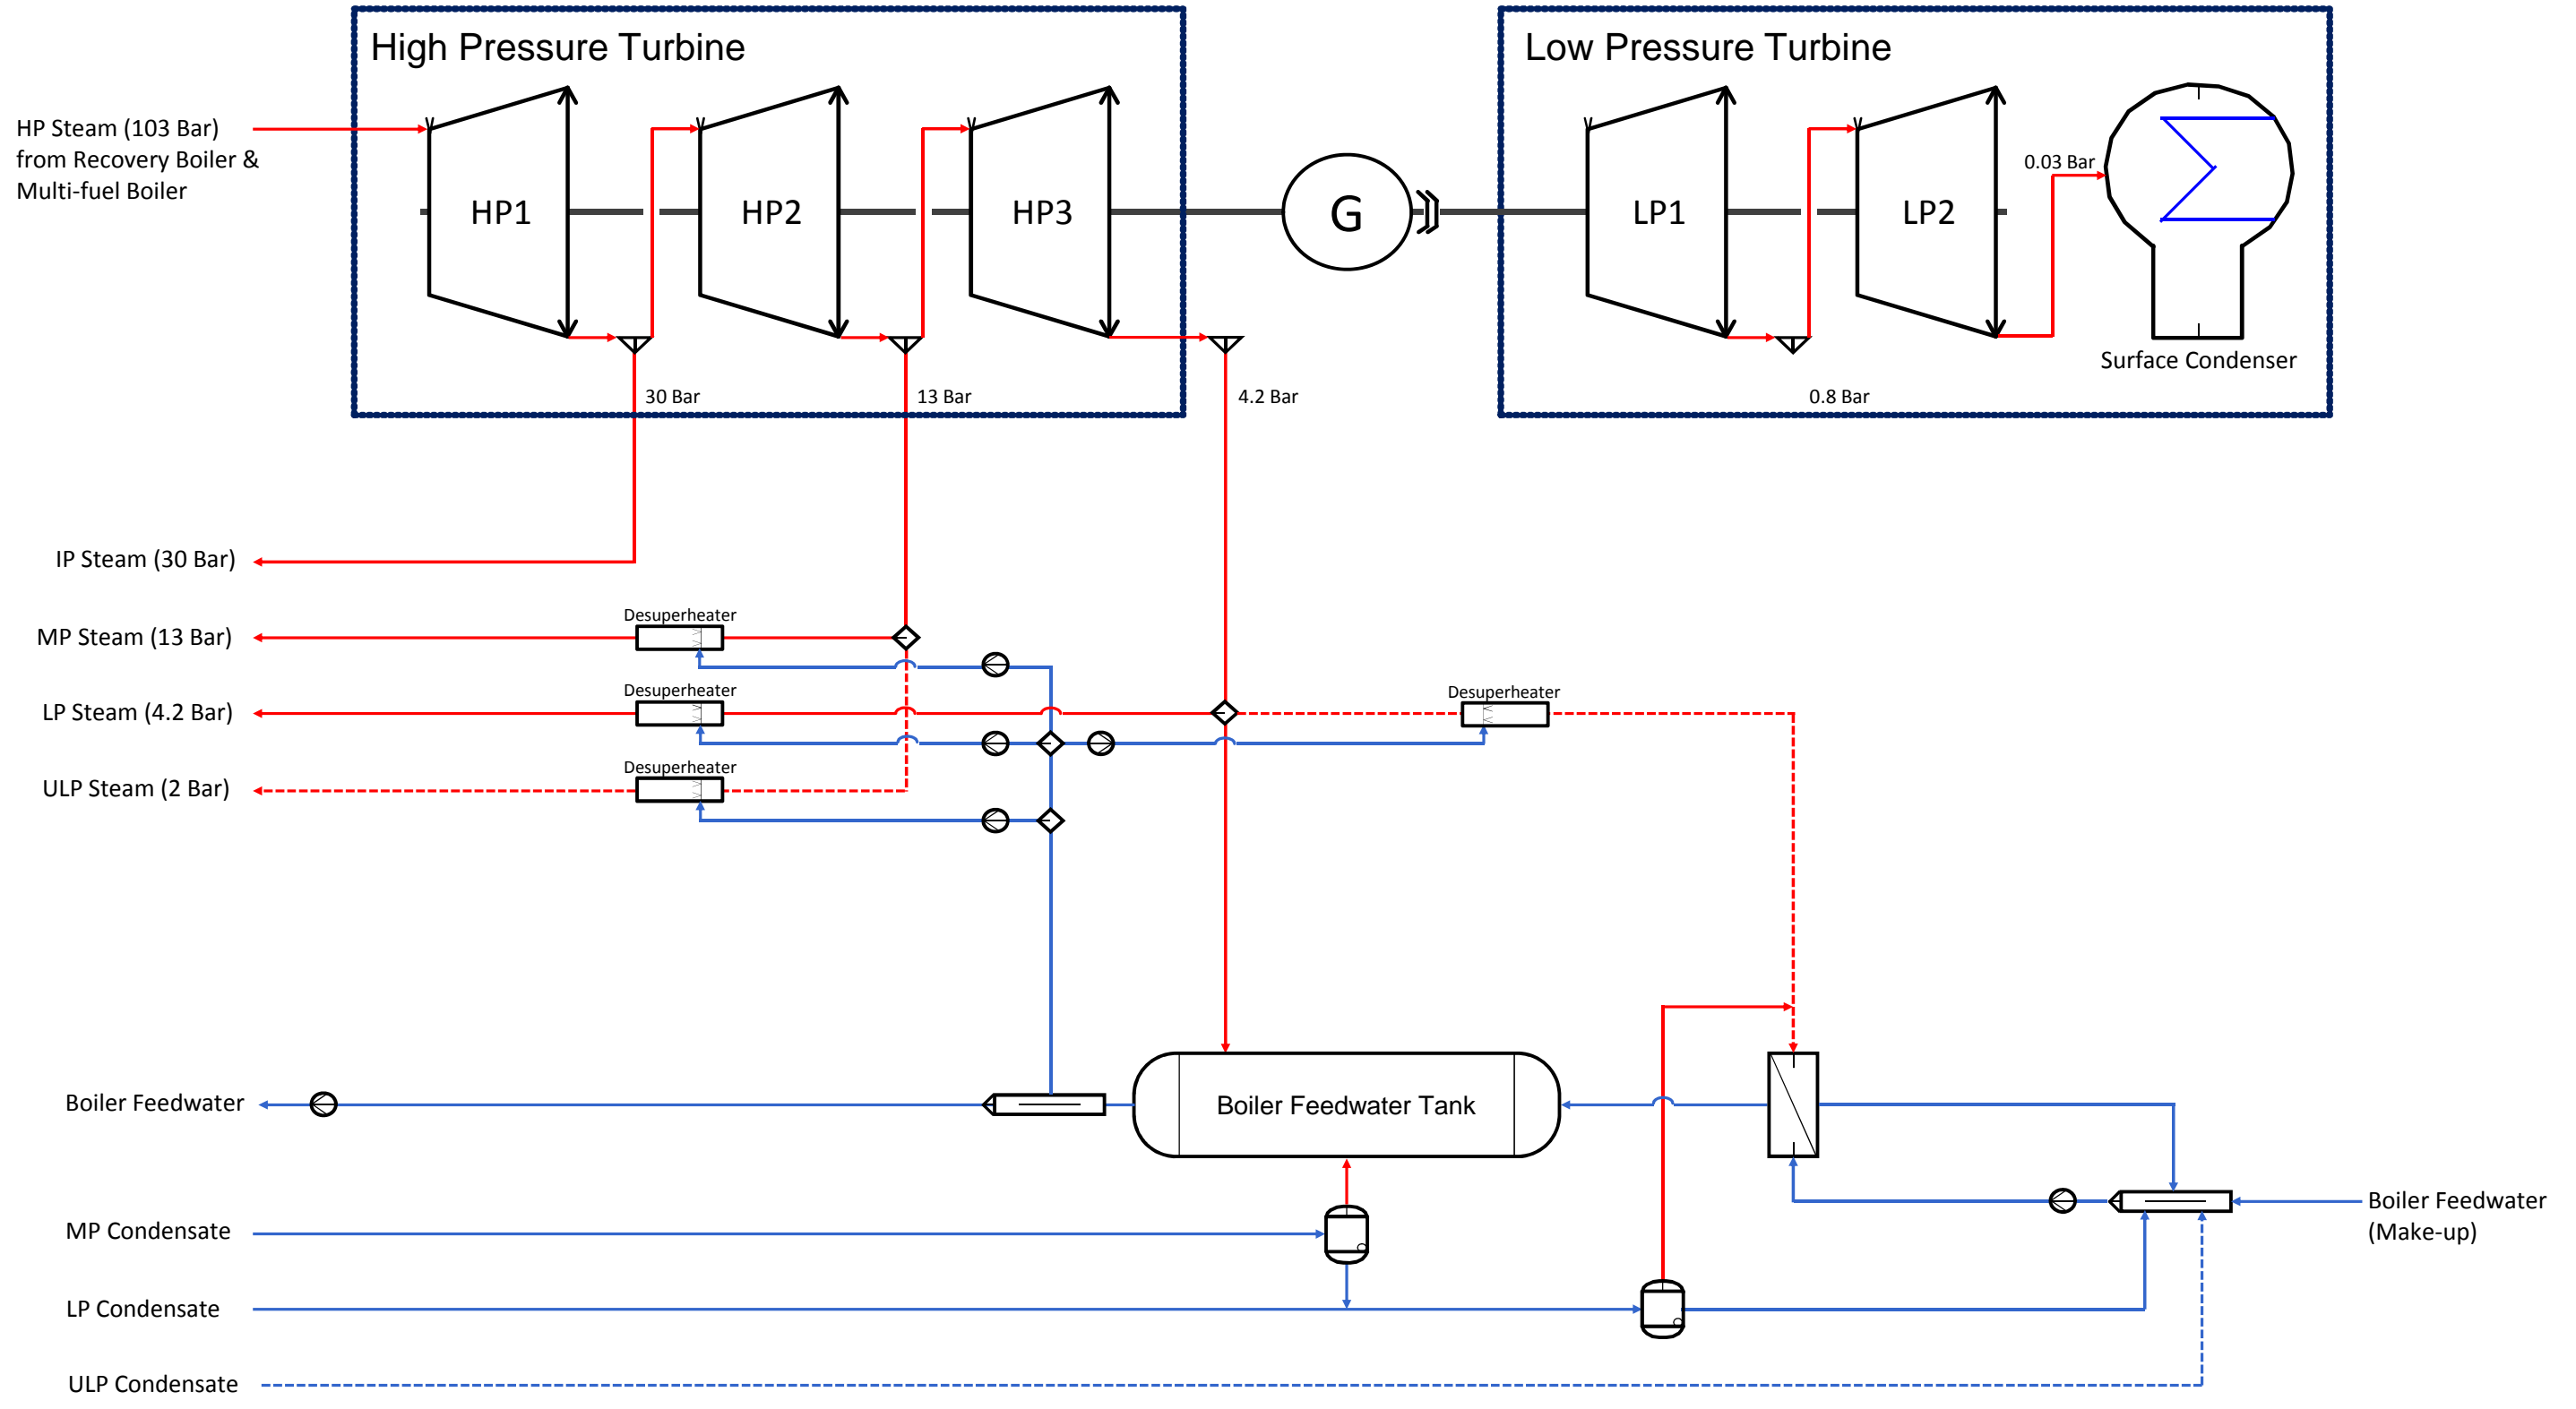 High Pressure Turbine
Low Pressure Turbine
HP Steam (103 Bar)
from Recovery Boiler &
Multi-fuel Boiler
HP1
HP2
HP3
G
LP1
LP2
0.03 Bar
Surface Condenser
30 Bar
13 Bar
4.2 Bar
0.8 Bar
IP Steam (30 Bar)
Desuperheater
MP Steam (13 Bar)
Desuperheater
Desuperheater
LP Steam (4.2 Bar)
Desuperheater
ULP Steam (2 Bar)
Boiler Feedwater
Boiler Feedwater Tank
Boiler Feedwater
(Make-up)
MP Condensate
LP Condensate
ULP Condensate